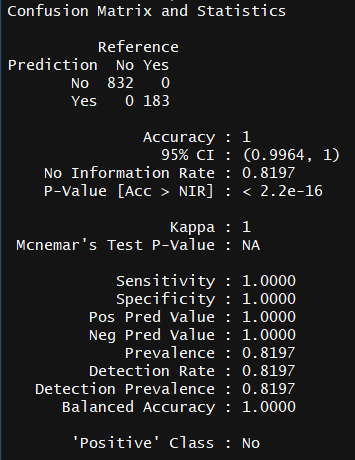 Confusion Matrix and Statistics
Reference
Prediction No Yes
No 832 0
Yes 0 183
Accuracy : 1
95% CI : (0.9964, 1)
No Information Rate : 0.8197
P-Value [Acc > NIR] : < 2.2e-16
Kappa : 1
Mcnemar's Test P-Value : NA
Sensitivity : 1.0000
Specificity : 1.0000
Pos Pred Value : 1.0000
Neg Pred Value : 1.0000
Prevalence : 0.8197
Detection Rate : 0.8197
Detection Prevalence : 0.8197
Balanced Accuracy : 1.0000
'Positive' Class : No